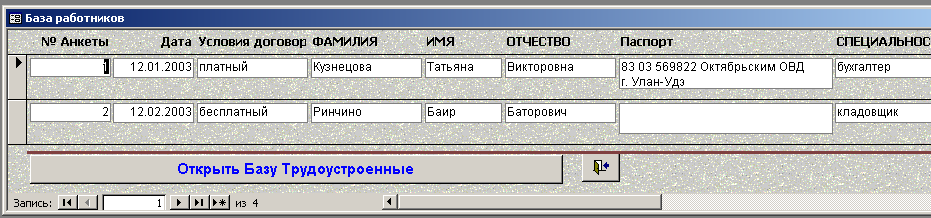 База работников
№ Анкеты Дата Условия договор ФАМИЛИЯ ИМЯ ОТЧЕСТВО Паспорт СПЕЦИАЛЬНОС
1 12.01.2003 платный Кузнецова Татьяна Викторовна 83 03 569822 Октябрьским ОВД бухгалтер
г. Улан-Удэ
2 12.02.2003 бесплатный Ринчино Баир Баторович кладовщик
Открыть Базу Трудоустроенные
Запись: 1 из 4